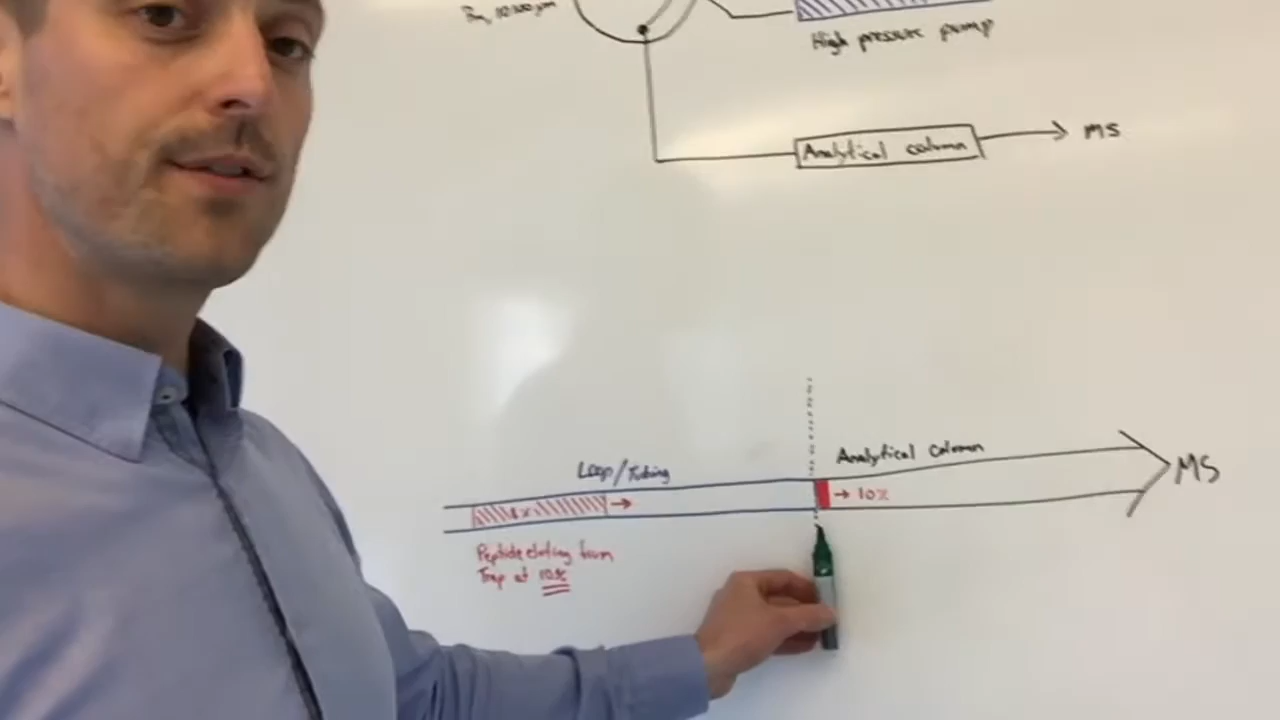 High pressure pump
Analytical column
MS
Loop/Tubing
Analytical column
→ 10%
MS
Peptide eluting from
Trap at 10%